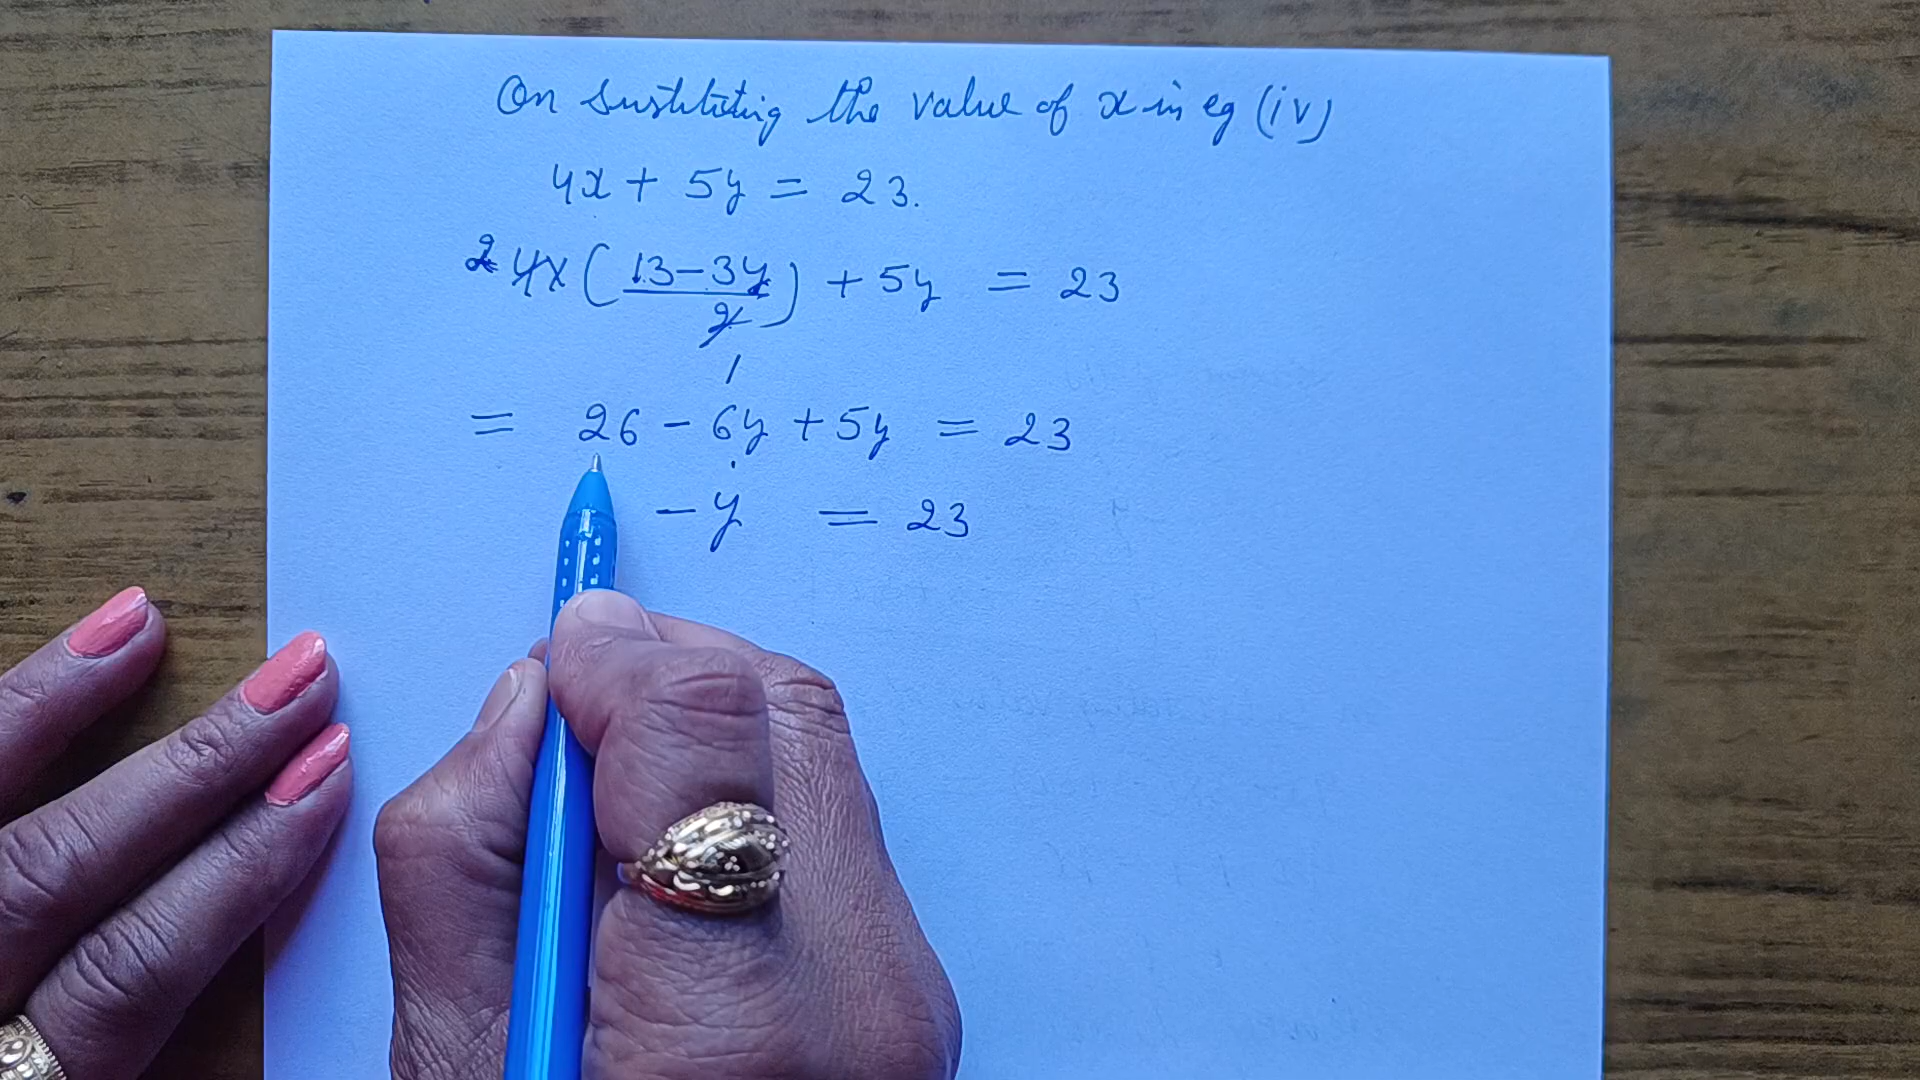 On sustituting the value of x in eq (iv)
4x + 5y = 23.
2 4x (13-3y/2) + 5y = 23
1
= 26 - 6y + 5y = 23
- y = 23